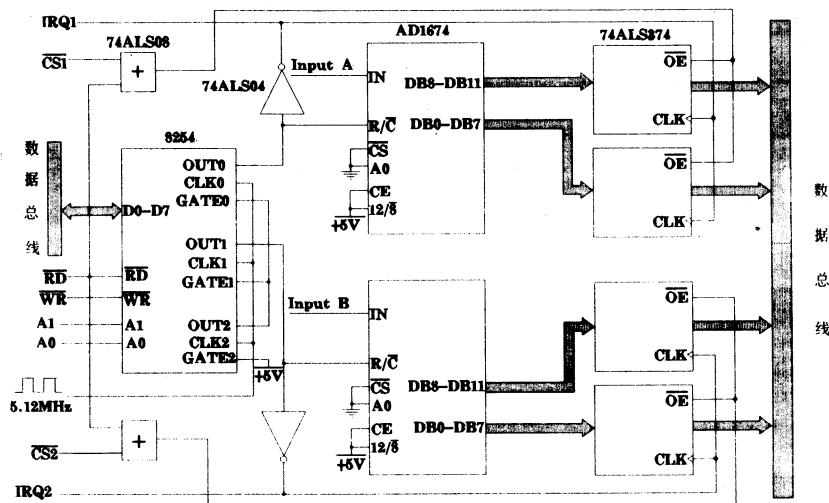 IRQ1
74ALS08
CS1
+
74ALS04
Input A
AD1674
IN
DB8-DB11
R/C
DB0-DB7
CS
A0
CE
12/8
+5V
74ALS374
OE
CLK
OE
CLK
8254
数据总线
D0-D7
OUT0
CLK0
GATE0
OUT1
CLK1
GATE1
OUT2
CLK2
GATE2
+5V
RD
RD
WR
WR
A1
A1
A0
A0
5.12MHz
CS2
+
IRQ2
Input B
IN
R/C
CS
DB8-DB11
A0
CE
DB0-DB7
12/8
+5V
OE
CLK
OE
CLK
数据总线